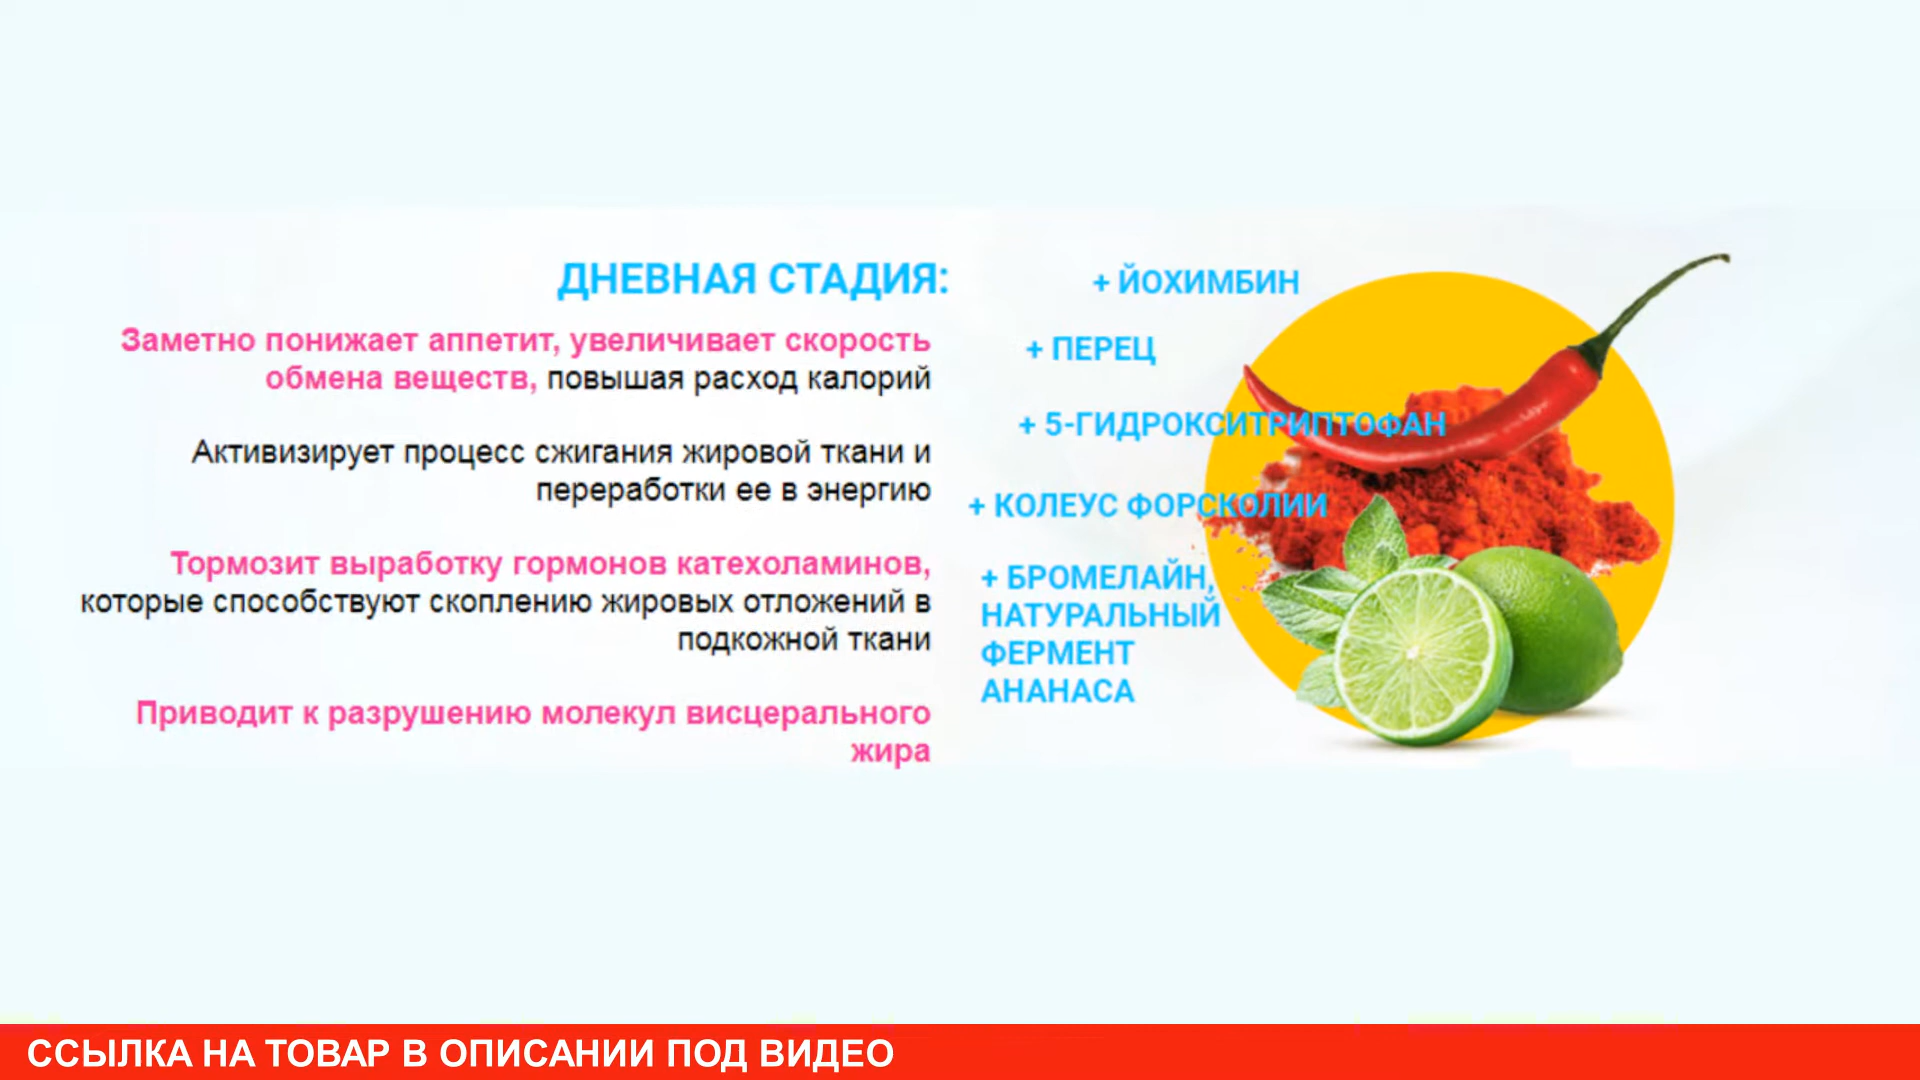 ДНЕВНАЯ СТАДИЯ:
Заметно понижает аппетит, увеличивает скорость
обмена веществ, повышая расход калорий
Активизирует процесс сжигания жировой ткани и
переработки ее в энергию
Тормозит выработку гормонов катехоламинов,
которые способствуют скоплению жировых отложений в
подкожной ткани
Приводит к разрушению молекул висцерального
жира
+ ЙОХИМБИН
+ ПЕРЕЦ
+ 5-ГИДРОКСИТРИПТОФАН
+ КОЛЕУС ФОРСКОЛИИ
+ БРОМЕЛАЙН,
НАТУРАЛЬНЫЙ
ФЕРМЕНТ
АНАНАСА
ССЫЛКА НА ТОВАР В ОПИСАНИИ ПОД ВИДЕО